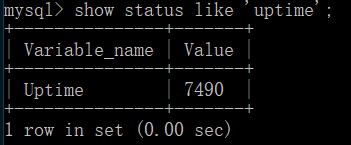 mysql> show status like 'uptime';
+---------------+-------+
| Variable_name | Value |
+---------------+-------+
| Uptime        | 7490  |
+---------------+-------+
1 row in set (0.00 sec)